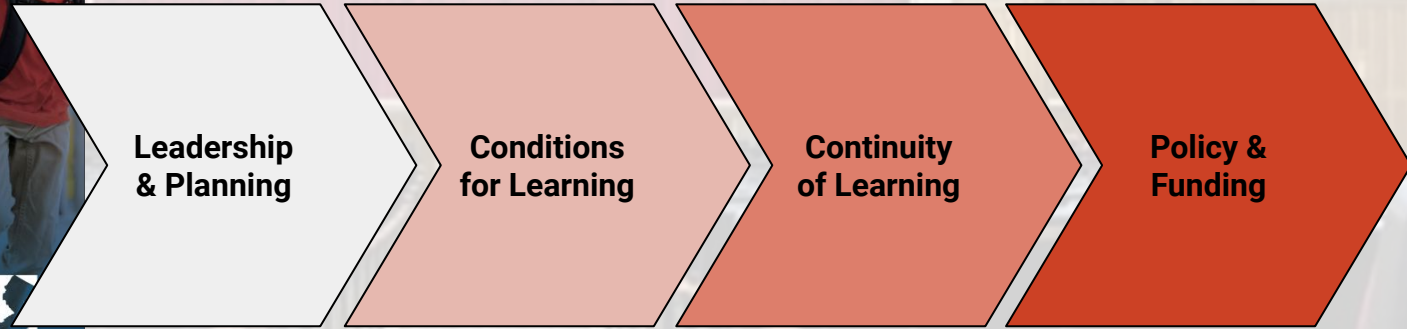 Leadership
& Planning
Conditions
for Learning
Continuity
of Learning
Policy &
Funding